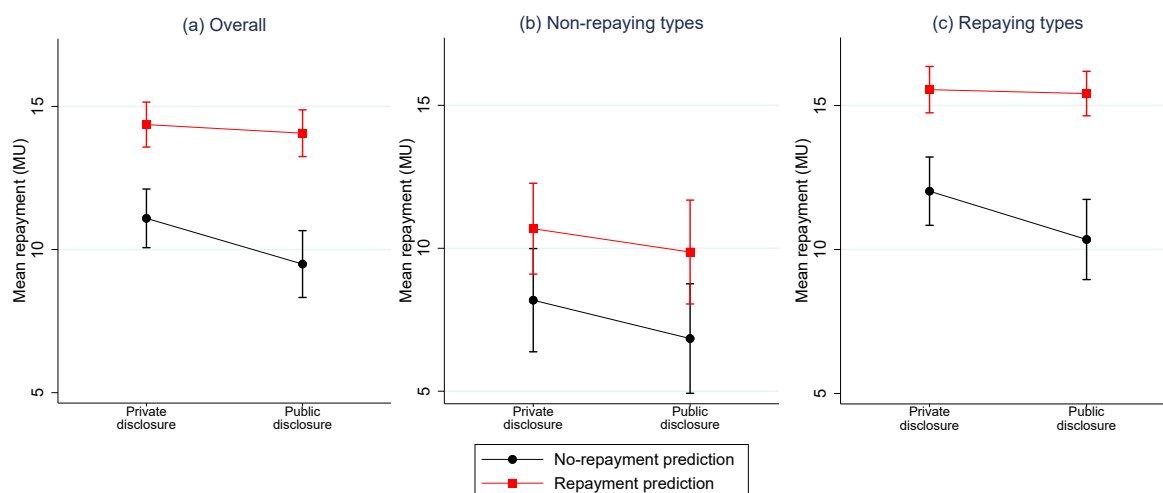 (a) Overall
Mean repayment (MU)
15
10
5
Private
disclosure
Public
disclosure
(b) Non-repaying types
Mean repayment (MU)
15
10
5
Private
disclosure
Public
disclosure
(c) Repaying types
Mean repayment (MU)
15
10
5
Private
disclosure
Public
disclosure
No-repayment prediction
Repayment prediction